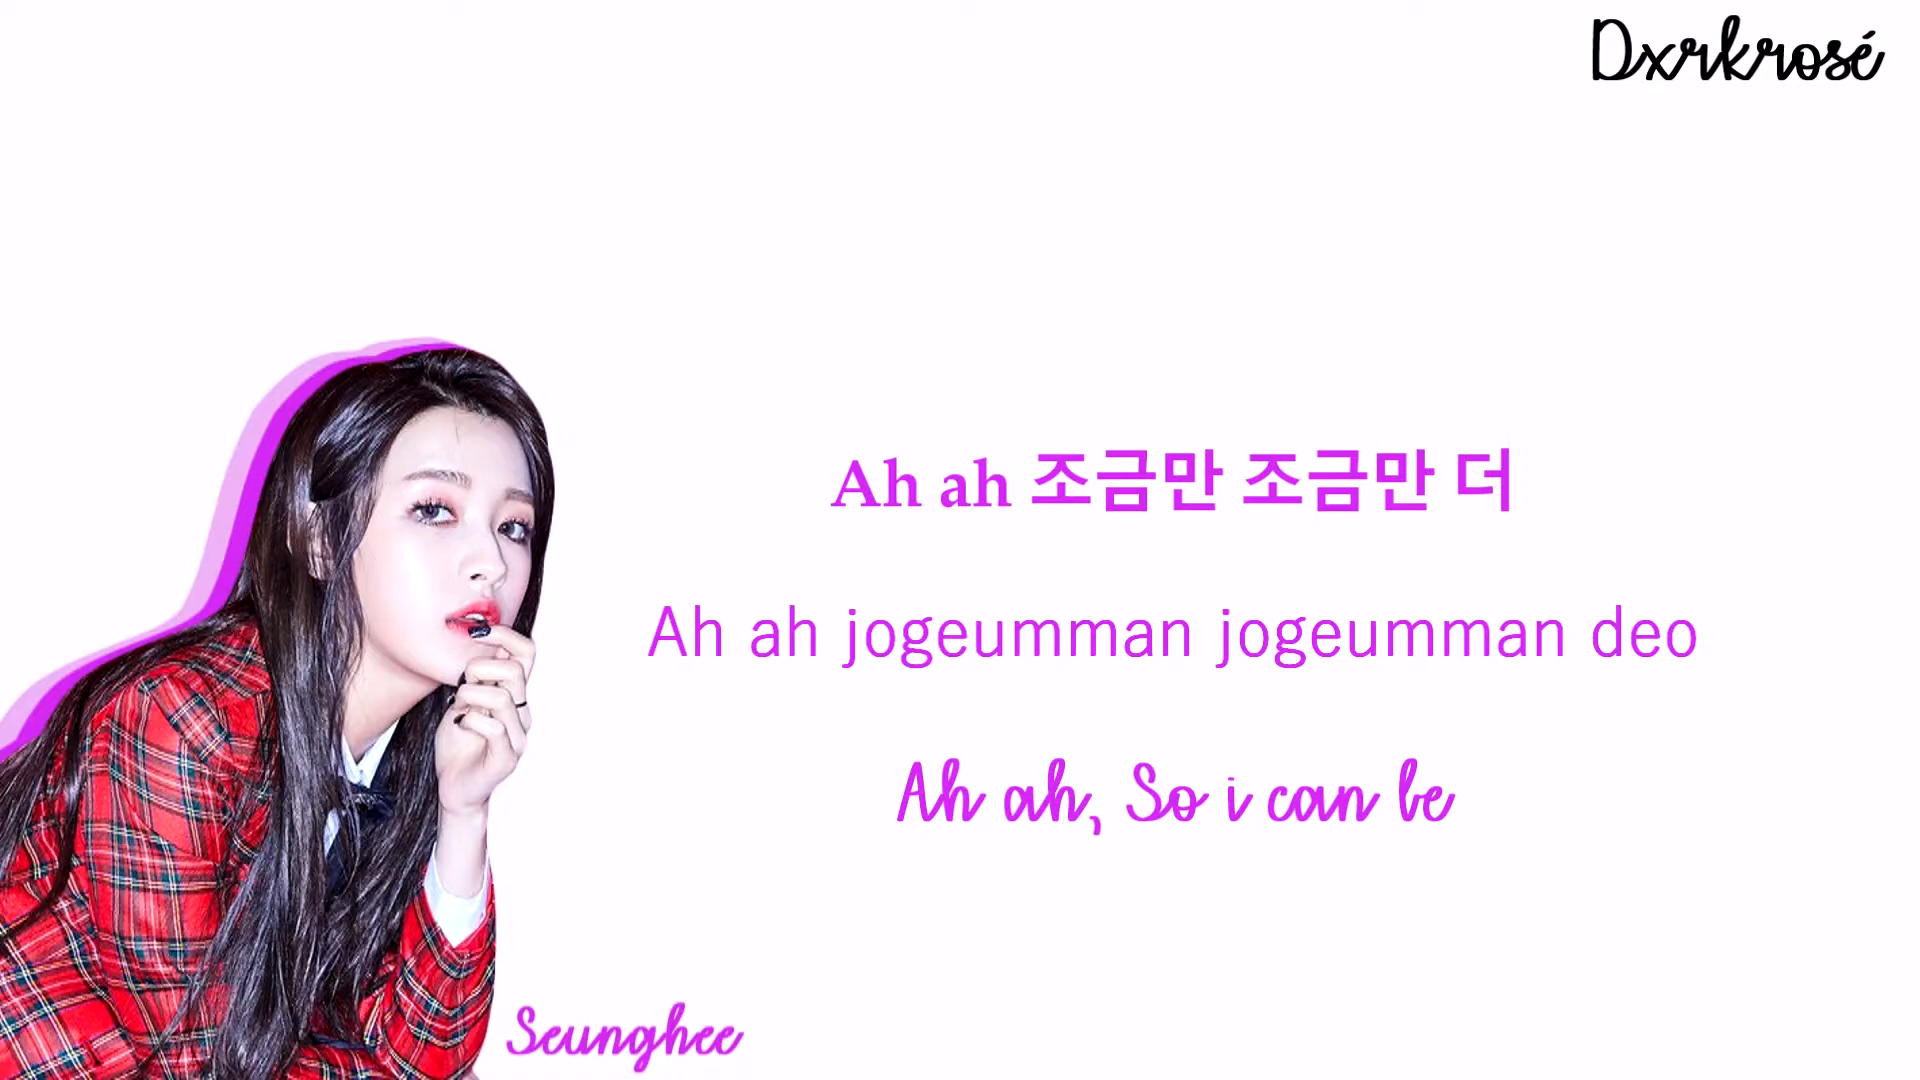 Dxrkrosé
Ah ah 조금만 조금만 더
Ah ah jogeumman jogeumman deo
Ah ah, So i can be
Seunghee